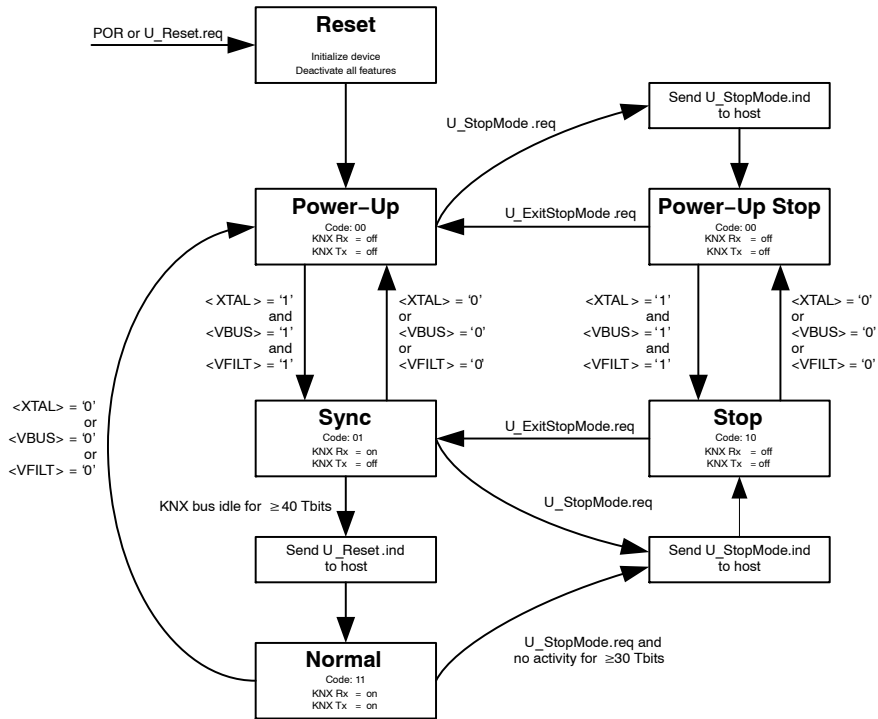 POR or U_Reset.req
Reset
Initialize device
Deactivate all features
U_StopMode .req
Send U_StopMode.ind
to host
Power−Up
Code: 00
KNX Rx = off
KNX Tx = off
U_ExitStopMode .req
Power−Up Stop
Code: 00
KNX Rx = off
KNX Tx = off
<XTAL> = ‘1’
and
<VBUS> = ‘1’
and
<VFILT> = ‘1’
<XTAL> = ‘0’
or
<VBUS> = ‘0’
or
<VFILT> = ‘0’
<XTAL> = ‘1’
and
<VBUS> = ‘1’
and
<VFILT> = ‘1’
<XTAL> = ‘0’
or
<VBUS> = ‘0’
or
<VFILT> = ‘0’
<XTAL> = ‘0’
or
<VBUS> = ‘0’
or
<VFILT> = ‘0’
Sync
Code: 01
KNX Rx = on
KNX Tx = off
U_ExitStopMode.req
Stop
Code: 10
KNX Rx = off
KNX Tx = off
KNX bus idle for ≥40 Tbits
U_StopMode.req
Send U_Reset.ind
to host
Send U_StopMode.ind
to host
Normal
Code: 11
KNX Rx = on
KNX Tx = on
U_StopMode.req and
no activity for ≥30 Tbits